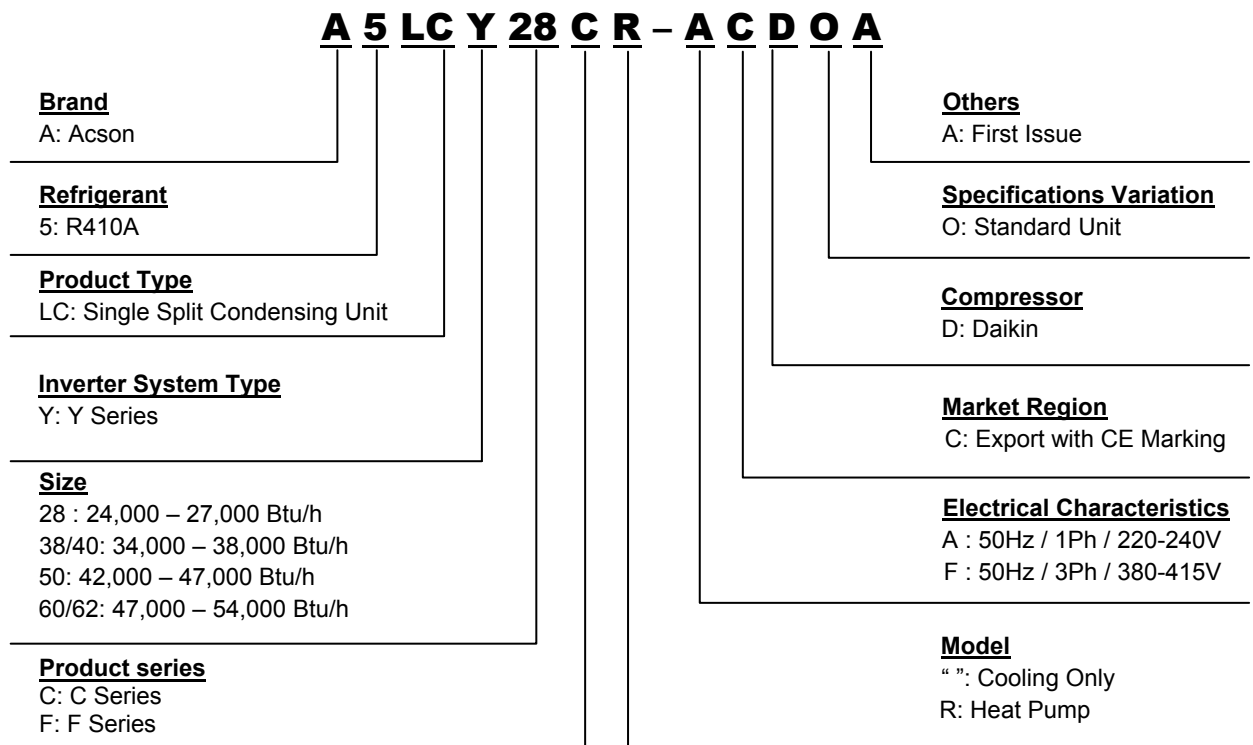 A 5 LC Y 28 C R – A C D O A
Brand
A: Acson
Refrigerant
5: R410A
Product Type
LC: Single Split Condensing Unit
Inverter System Type
Y: Y Series
Size
28 : 24,000 – 27,000 Btu/h
38/40: 34,000 – 38,000 Btu/h
50: 42,000 – 47,000 Btu/h
60/62: 47,000 – 54,000 Btu/h
Product series
C: C Series
F: F Series
Others
A: First Issue
Specifications Variation
O: Standard Unit
Compressor
D: Daikin
Market Region
C: Export with CE Marking
Electrical Characteristics
A : 50Hz / 1Ph / 220-240V
F : 50Hz / 3Ph / 380-415V
Model
“ ”: Cooling Only
R: Heat Pump